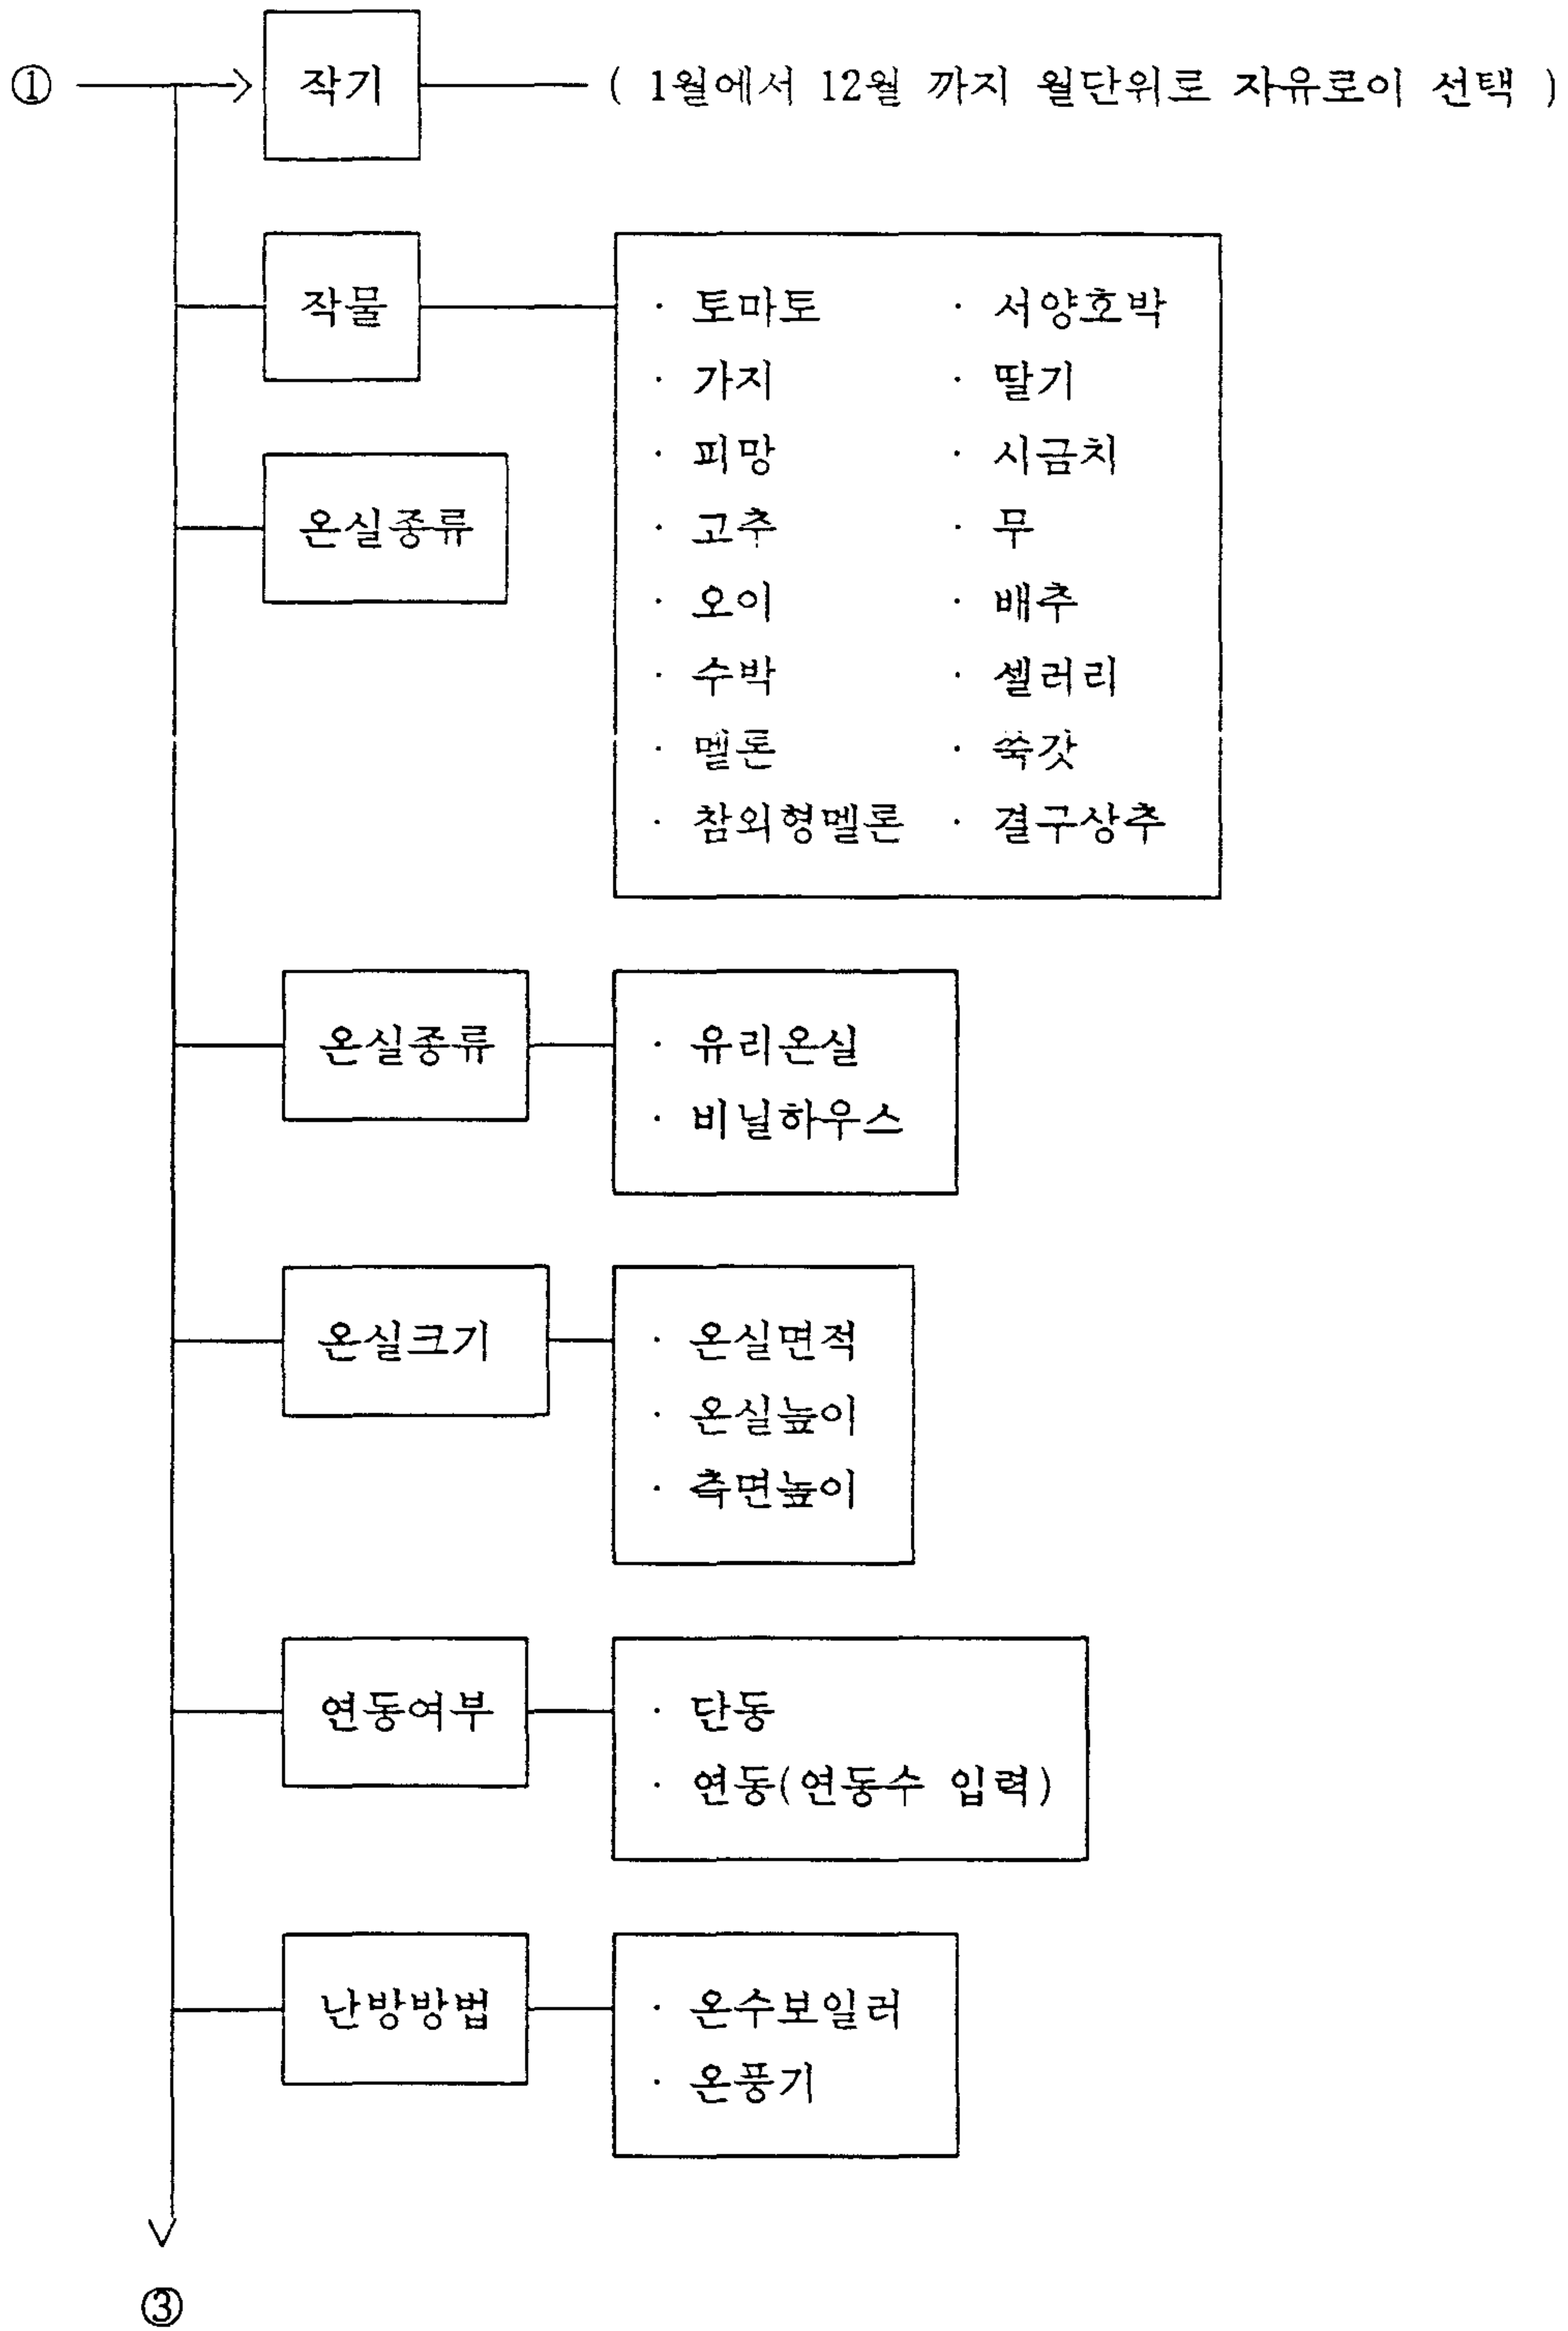 ① 작기 ( 1월에서 12월 까지 월단위로 자유로이 선택 )
작물
· 토마토 · 서양호박
· 가지 · 딸기
· 피망 · 시금치
· 고추 · 무
· 오이 · 배추
· 수박 · 셀러리
· 멜론 · 쑥갓
· 참외형멜론 · 결구상추
온실종류
온실종류
· 유리온실
· 비닐하우스
온실크기
· 온실면적
· 온실높이
· 측면높이
연동여부
· 단동
· 연동(연동수 입력)
난방방법
· 온수보일러
· 온풍기
③